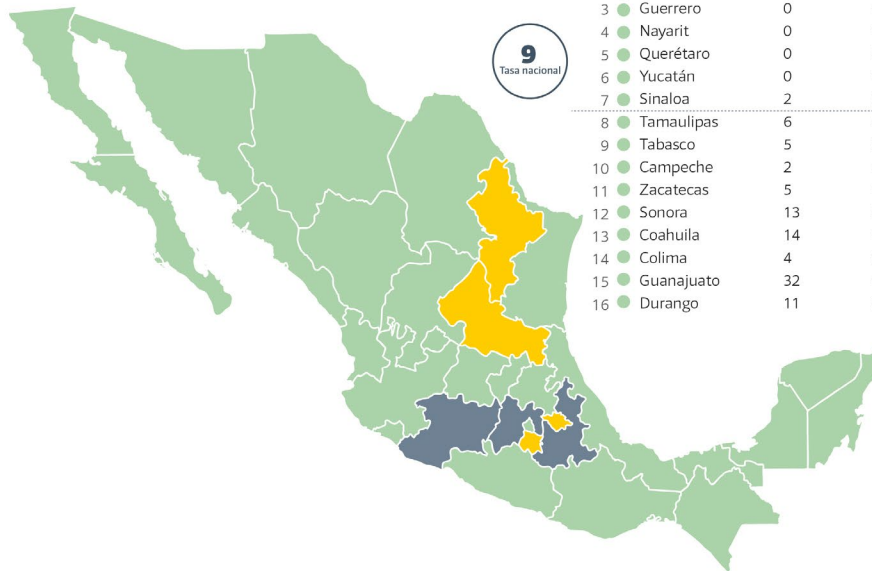 9
Tasa nacional
3 Guerrero 0
4 Nayarit 0
5 Querétaro 0
6 Yucatán 0
7 Sinaloa 2
8 Tamaulipas 6
9 Tabasco 5
10 Campeche 2
11 Zacatecas 5
12 Sonora 13
13 Coahuila 14
14 Colima 4
15 Guanajuato 32
16 Durango 11